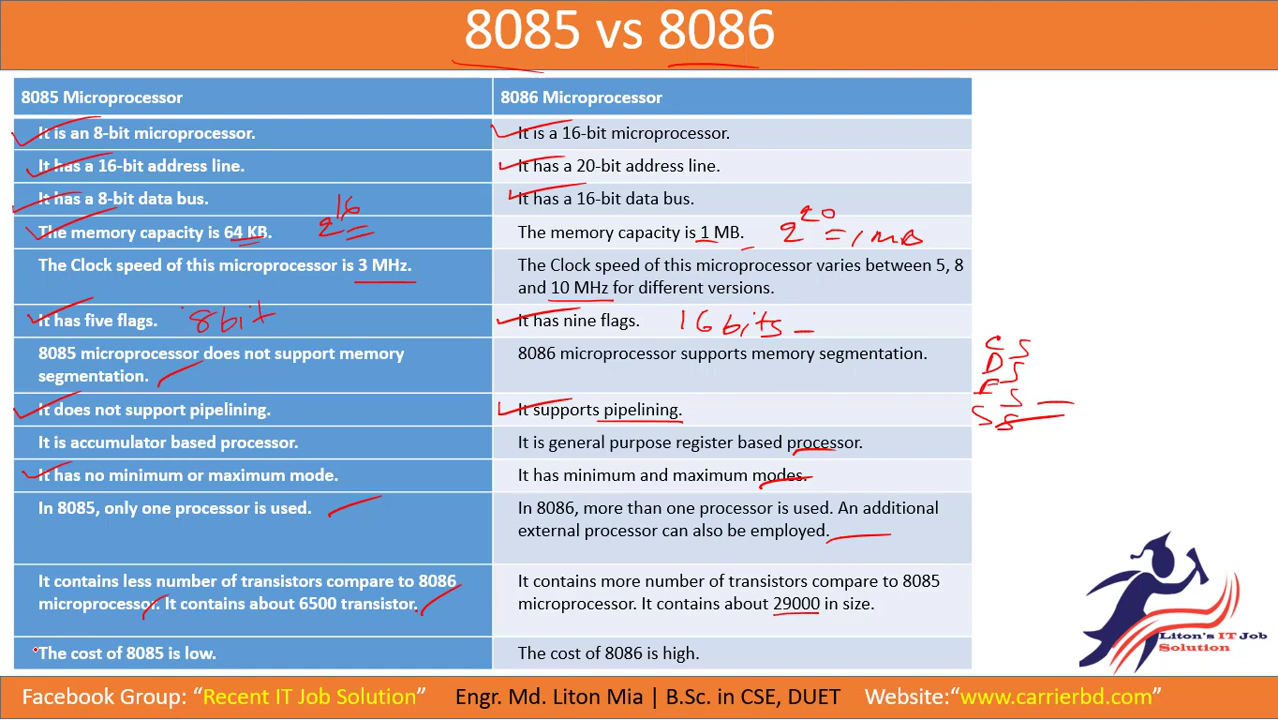 8085 vs 8086
8085 Microprocessor
8086 Microprocessor
It is an 8-bit microprocessor.
It is a 16-bit microprocessor.
It has a 16-bit address line.
It has a 20-bit address line.
It has a 8-bit data bus.
It has a 16-bit data bus.
The memory capacity is 64 KB.
2^16
The memory capacity is 1 MB.
2^20 = 1 MB
The Clock speed of this microprocessor is 3 MHz.
The Clock speed of this microprocessor varies between 5, 8
and 10 MHz for different versions.
It has five flags.
8bit
It has nine flags.
16 bits
8085 microprocessor does not support memory
segmentation.
8086 microprocessor supports memory segmentation.
C S
D S
E S
S S
It does not support pipelining.
It supports pipelining.
It is accumulator based processor.
It is general purpose register based processor.
It has no minimum or maximum mode.
It has minimum and maximum modes.
In 8085, only one processor is used.
In 8086, more than one processor is used. An additional
external processor can also be employed.
It contains less number of transistors compare to 8086
microprocessor. It contains about 6500 transistor.
It contains more number of transistors compare to 8085
microprocessor. It contains about 29000 in size.
The cost of 8085 is low.
The cost of 8086 is high.
Liton's IT Job
Solution
Facebook Group: “Recent IT Job Solution”
Engr. Md. Liton Mia | B.Sc. in CSE, DUET
Website:“www.carrierbd.com”